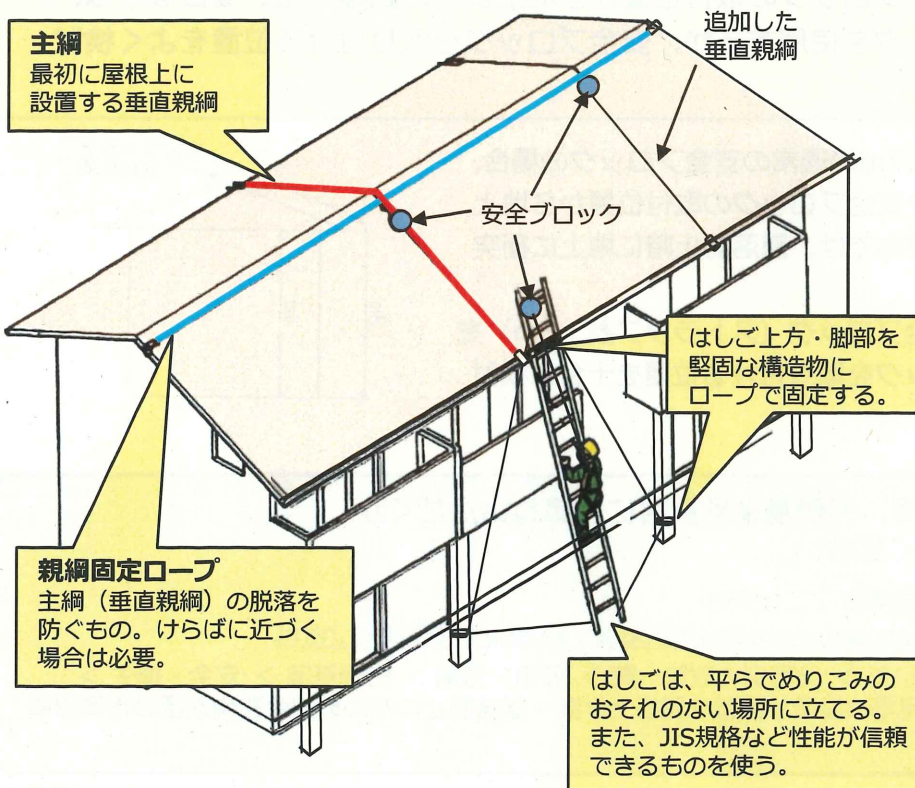 主綱
最初に屋根上に
設置する垂直親綱
追加した
垂直親綱
安全ブロック
はしご上方・脚部を
堅固な構造物に
ロープで固定する。
親綱固定ロープ
主綱（垂直親綱）の脱落を
防ぐもの。けらばに近づく
場合は必要。
はしごは、平らでめりこみの
おそれのない場所に立てる。
また、JIS規格など性能が信頼
できるものを使う。